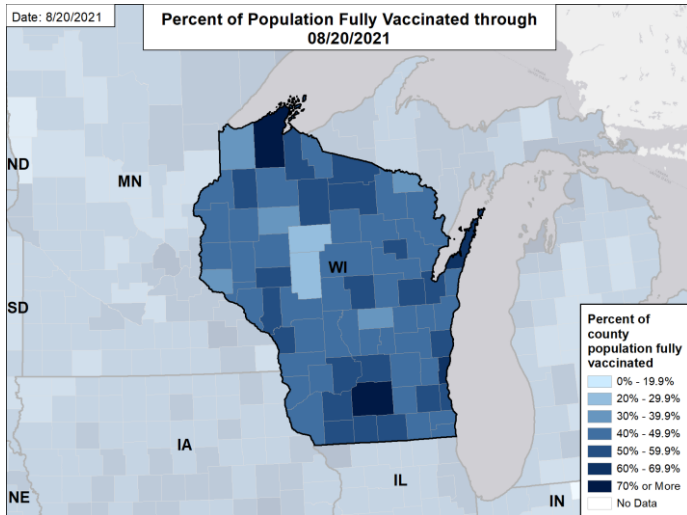 Date: 8/20/2021
Percent of Population Fully Vaccinated through
08/20/2021
ND
MN
WI
SD
IA
NE
IL
IN
Percent of
county
population fully
vaccinated
0% - 19.9%
20% - 29.9%
30% - 39.9%
40% - 49.9%
50% - 59.9%
60% - 69.9%
70% or More
No Data